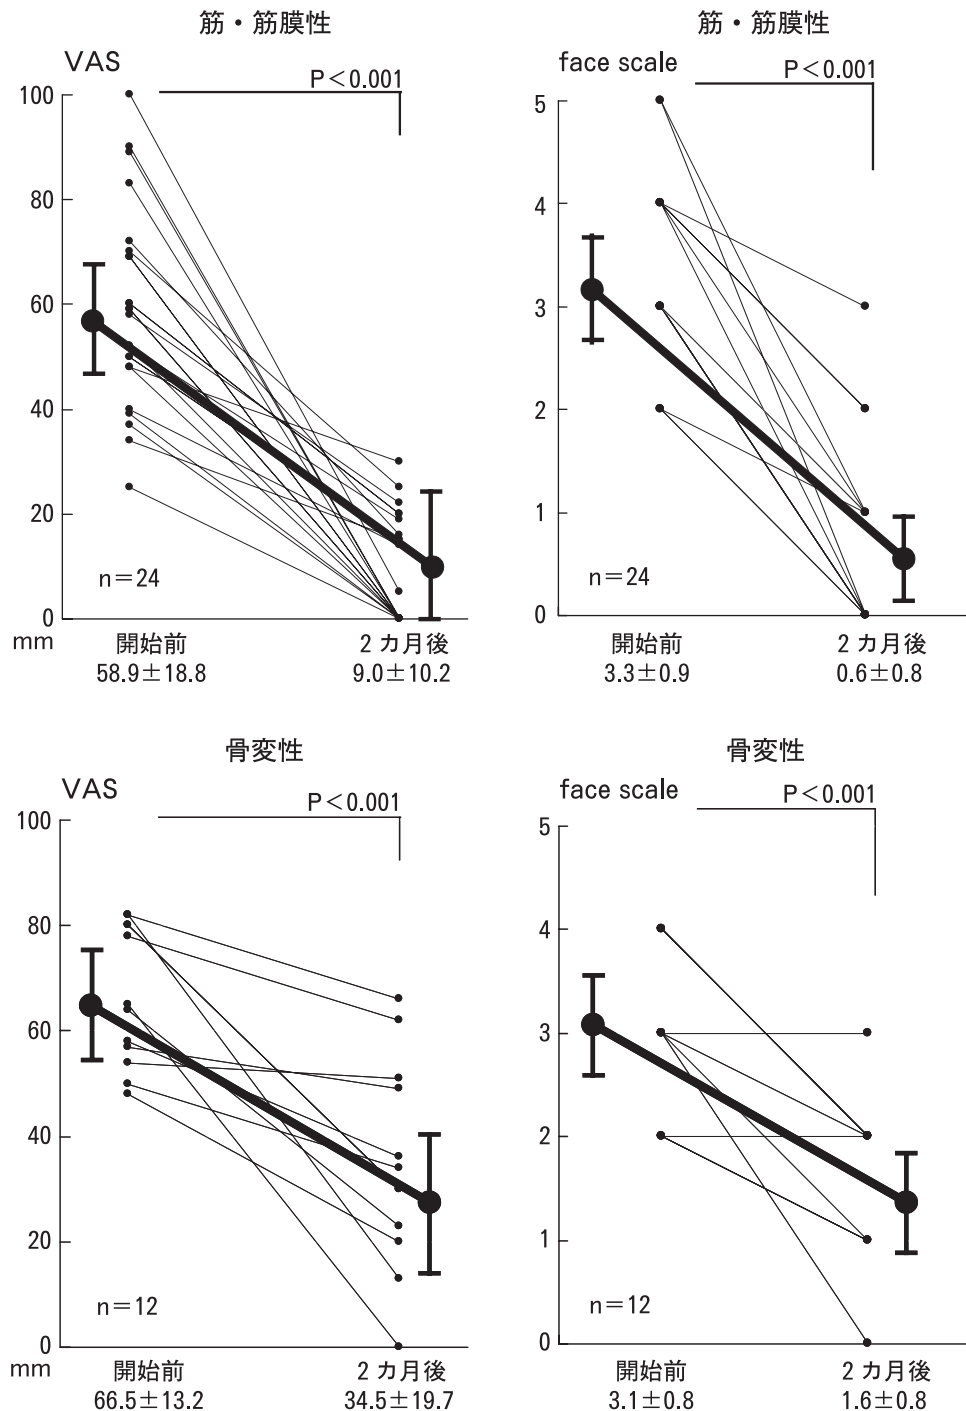 筋・筋膜性
VAS
P<0.001
100
80
60
40
20
0
mm
n=24
開始前
58.9±18.8
2 カ月後
9.0±10.2
筋・筋膜性
face scale
P<0.001
5
4
3
2
1
0
n=24
開始前
3.3±0.9
2 カ月後
0.6±0.8
骨変性
VAS
P<0.001
100
80
60
40
20
0
mm
n=12
開始前
66.5±13.2
2 カ月後
34.5±19.7
骨変性
face scale
P<0.001
5
4
3
2
1
0
n=12
開始前
3.1±0.8
2 カ月後
1.6±0.8